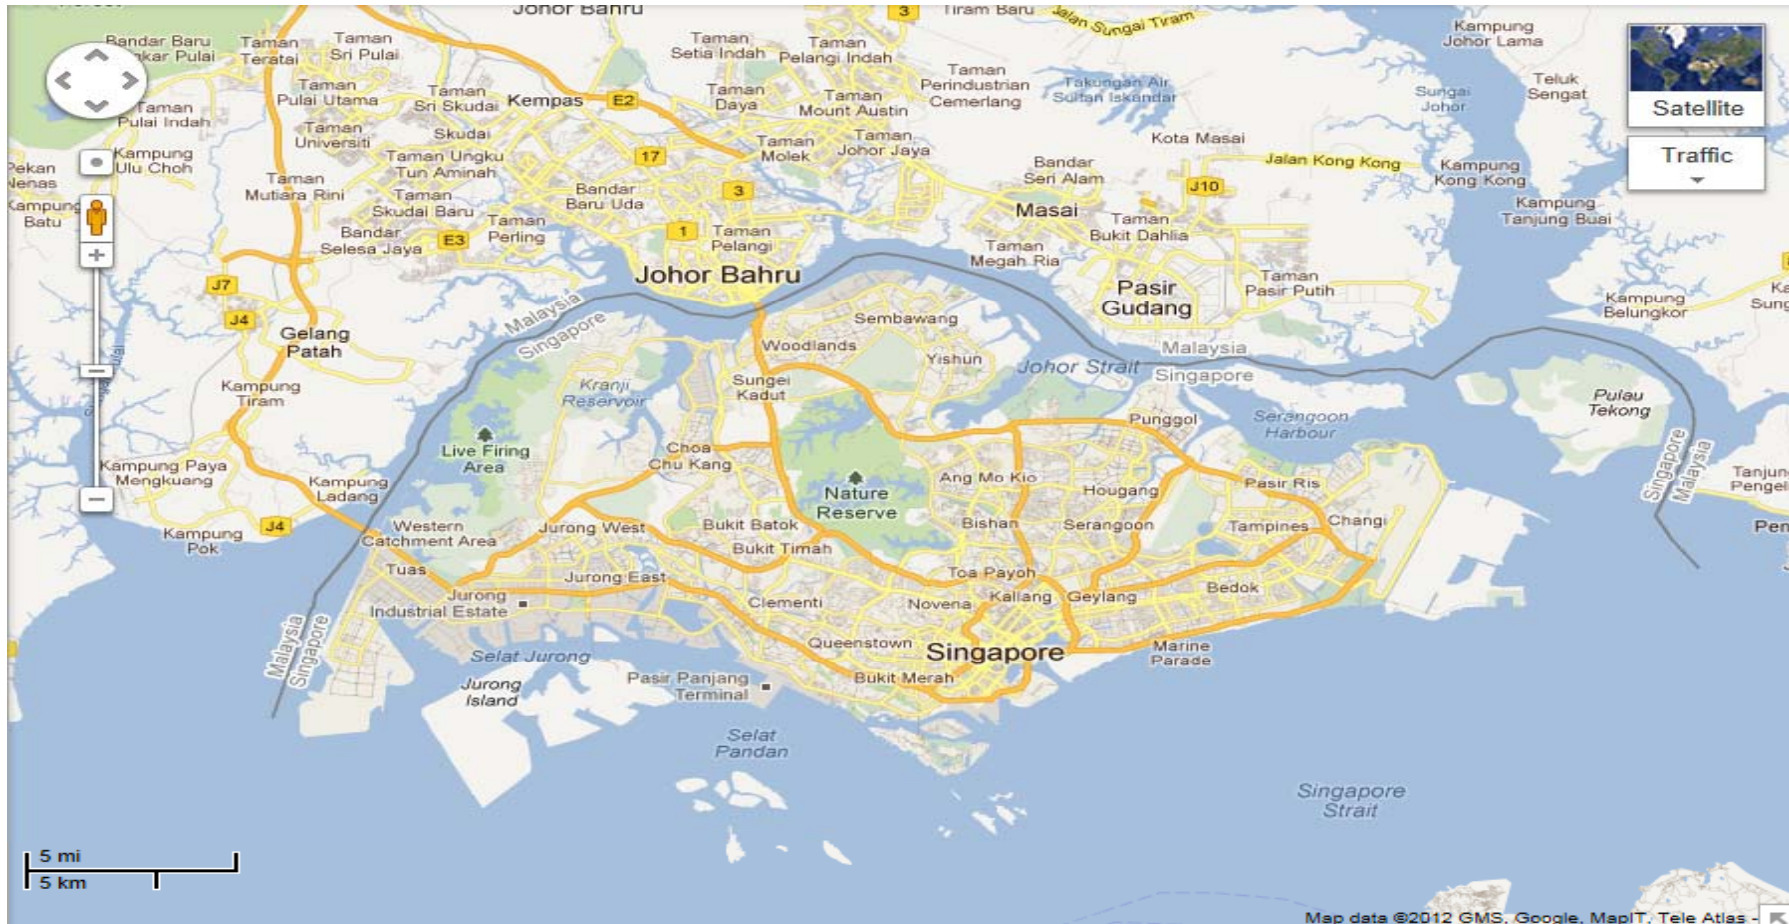 Johor Bahru
Tiram Baru
Jalan Sungai Tiram
3
Kampung
Johor Lama
Bandar Baru
Taman
Teratai
Taman
Sri Pulai
Taman
Setia Indah
Taman
Pelangi Indah
Taman
Perindustrian
Cemerlang
Takungan Air
Sultan Iskandar
Sungai
Johor
Teluk
Sengat
Satellite
Traffic
Taman
Pulai Indah
Taman
Pulai Utama
Taman
Sri Skudai
Kempas
E2
Taman
Daya
Taman
Mount Austin
Taman
Universiti
Skudai
17
Taman
Molek
Taman
Johor Jaya
Kota Masai
Jalan Kong Kong
Kampung
Kong Kong
Kampung
Ulu Choh
Pekan
Nenas
Kampung
Batu
Taman
Mutiara Rini
Taman Ungku
Tun Aminah
Taman
Skudai Baru
Bandar
Baru Uda
3
Bandar
Seri Alam
J10
Masai
Kampung
Tanjung Buai
Bandar
Selesa Jaya
E3
Taman
Perling
1
Taman
Pelangi
Taman
Bukit Dahlia
Taman
Megah Ria
Johor Bahru
J7
Pasir
Gudang
Taman
Pasir Putih
Kampung
Belungkor
J4
Gelang
Patah
Malaysia
Singapore
Sembawang
Woodlands
Yishun
Malaysia
Singapore
Johor Strait
Kampung
Tiram
Kranji
Reservoir
Sungei
Kadut
Punggol
Serangoon
Harbour
Pulau
Tekong
Live Firing
Area
Choa
Chu Kang
Singapore
Malaysia
Kampung Paya
Mengkuang
Kampung
Ladang
Nature
Reserve
Ang Mo Kio
Hougang
Pasir Ris
J4
Kampung
Pok
Western
Catchment Area
Jurong West
Bukit Batok
Bukit Timah
Bishan
Serangoon
Tampines
Changi
Tuas
Jurong East
Toa Payoh
Jurong
Industrial Estate
Clementi
Novena
Kallang
Geylang
Bedok
Malaysia
Singapore
Queenstown
Singapore
Marine
Parade
Selat Jurong
Jurong
Island
Pasir Panjang
Terminal
Bukit Merah
Selat
Pandan
Singapore
Strait
5 mi
5 km
Map data ©2012 GMS, Google, MapIT, Tele Atlas -